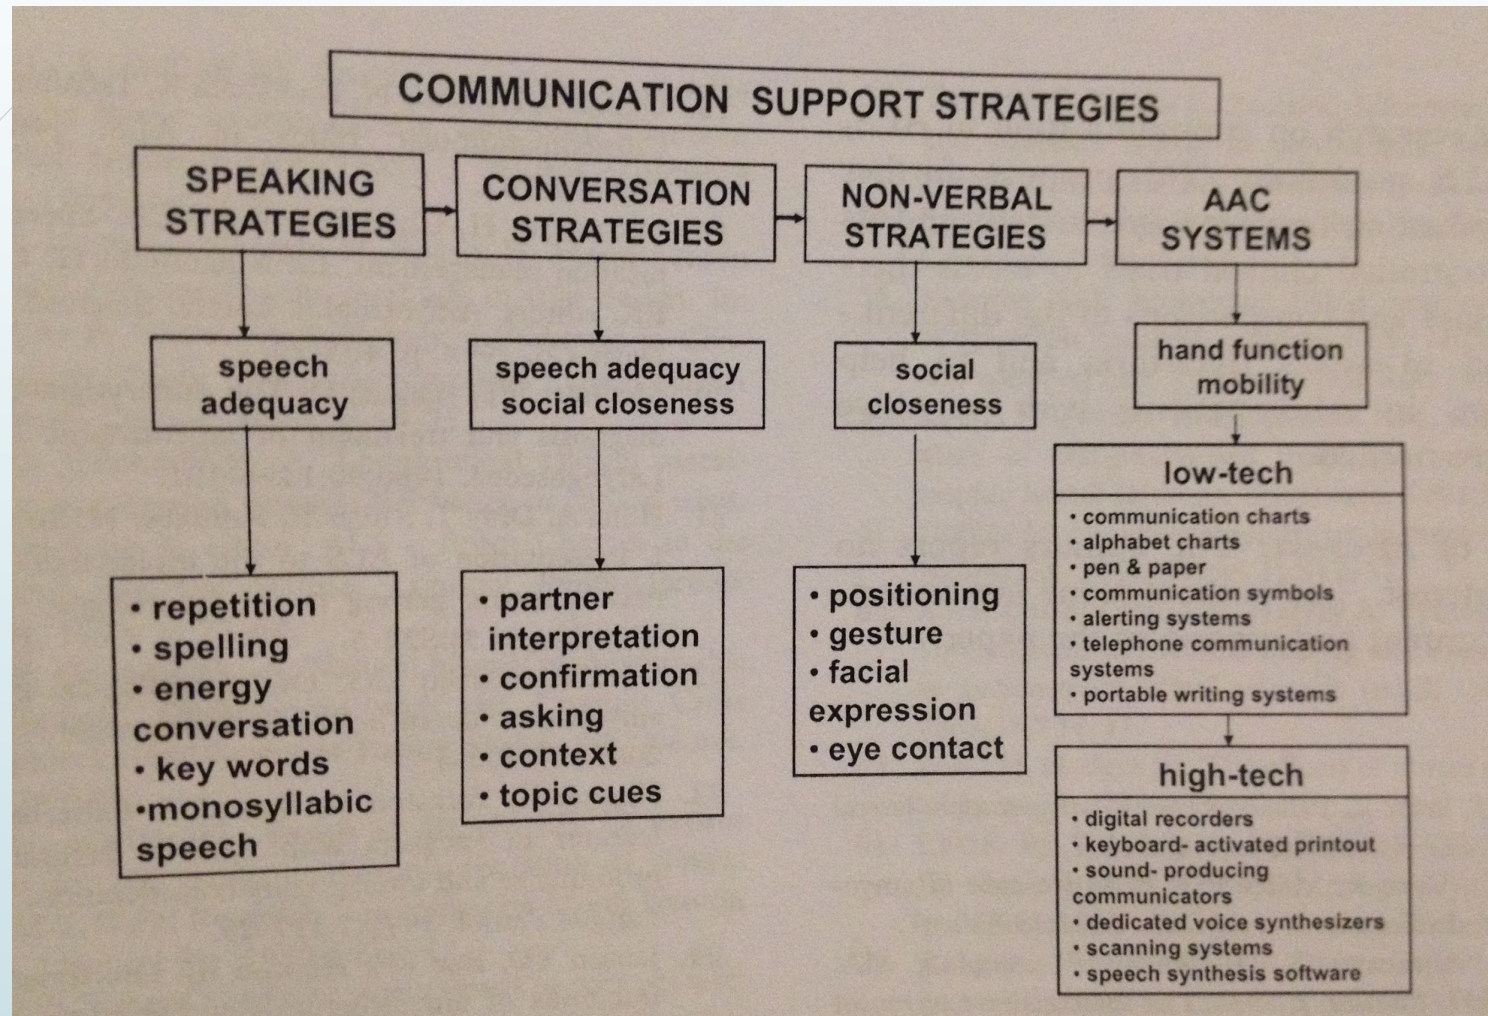 COMMUNICATION SUPPORT STRATEGIES
SPEAKING
STRATEGIES
CONVERSATION
STRATEGIES
NON-VERBAL
STRATEGIES
AAC
SYSTEMS
speech
adequacy
speech adequacy
social closeness
social
closeness
hand function
mobility
• repetition
• spelling
• energy
conversation
• key words
•monosyllabic
speech
• partner
interpretation
• confirmation
• asking
• context
• topic cues
• positioning
• gesture
• facial
expression
• eye contact
low-tech
• communication charts
• alphabet charts
• pen & paper
• communication symbols
• alerting systems
• telephone communication
systems
• portable writing systems
high-tech
• digital recorders
• keyboard- activated printout
• sound- producing
communicators
• dedicated voice synthesizers
• scanning systems
• speech synthesis software